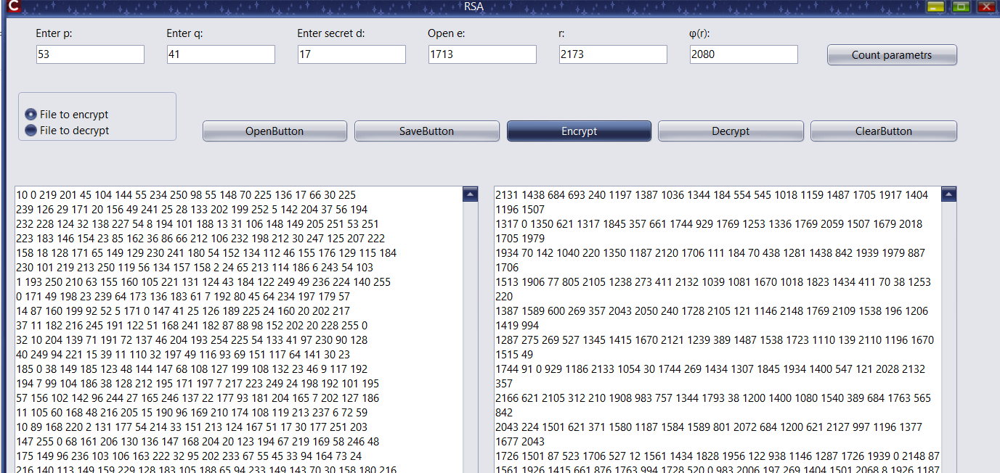 C
RSA
Enter p:
Enter q:
Enter secret d:
Open e:
r:
φ(r):
53
41
17
1713
2173
2080
Count parametrs
File to encrypt
File to decrypt
OpenButton
SaveButton
Encrypt
Decrypt
ClearButton
10 0 219 201 45 104 144 55 234 250 98 55 148 70 225 136 17 66 30 225
239 126 29 171 20 156 49 241 25 28 133 202 199 252 5 142 204 37 56 194
232 228 124 32 138 227 54 8 194 101 188 13 31 106 148 149 205 251 53 251
223 183 146 154 23 85 162 36 86 66 212 106 232 198 212 30 247 125 207 222
158 18 128 171 65 149 129 230 241 180 54 152 134 112 46 155 176 129 115 184
230 101 219 213 250 119 56 134 157 158 2 24 65 213 114 186 6 243 54 103
1 193 250 210 63 155 160 105 221 131 124 43 184 122 249 49 236 224 140 255
0 171 49 198 23 239 64 173 136 183 61 7 192 80 45 64 234 197 179 57
14 87 160 199 92 52 5 171 0 147 41 25 126 189 225 24 160 20 202 217
37 11 182 216 245 191 122 51 168 241 182 87 88 98 152 202 20 228 255 0
32 10 204 139 71 191 72 137 46 204 193 254 225 54 133 41 97 230 90 128
40 249 94 221 15 39 11 110 32 197 49 116 93 69 151 117 64 141 30 23
185 0 38 149 185 123 48 144 147 68 108 127 199 108 132 23 46 9 117 192
194 7 99 104 186 38 128 212 195 171 197 7 217 223 249 24 198 192 101 195
57 156 102 142 96 244 27 165 246 137 22 177 93 181 204 165 7 202 127 186
11 105 60 168 48 216 205 15 190 96 169 210 174 108 119 213 237 6 72 59
10 89 168 220 2 131 177 54 214 33 151 213 124 167 51 17 30 177 251 203
147 255 0 68 161 206 130 136 147 168 204 20 123 194 67 219 169 58 246 48
175 149 96 236 103 106 163 222 32 95 202 233 67 55 45 33 94 164 73 24
216 140 113 149 159 229 128 183 105 188 65 94 233 149 143 70 30 158 180 216
2131 1438 684 693 240 1197 1387 1036 1344 184 554 545 1018 1159 1487 1705 1917 1404
1196 1507
1317 0 1350 621 1317 1845 357 661 1744 929 1769 1253 1336 1769 2059 1507 1679 2018
1705 1979
1934 70 142 1040 220 1350 1187 2120 1706 111 184 70 438 1281 1438 842 1939 1979 887
1706
1513 1906 77 805 2105 1238 273 411 2132 1039 1081 1670 1018 1823 1434 411 70 38 1253
220
1387 1589 600 269 357 2043 2050 240 1728 2105 121 1146 2148 1769 2109 1538 196 1206
1419 994
1287 275 269 527 1345 1415 1670 2121 1239 389 1487 1538 1723 1110 139 2110 1196 1670
1515 49
1744 91 0 929 1186 2133 1054 30 1744 269 1434 1307 1845 1934 1400 547 121 2028 2132
357
2166 621 2105 312 210 1908 983 757 1344 1793 38 1200 1400 1080 1540 389 684 1763 565
842
2043 224 1501 621 371 1580 1187 1584 1589 801 2072 684 1200 621 2127 997 1196 1377
1677 2043
1726 1501 87 523 1706 527 12 1561 1434 1828 1956 122 938 1146 1287 1726 1939 0 2148 87
1561 1926 1415 661 876 1763 994 1728 520 0 983 2006 197 269 1404 1501 2068 8 1926 1187